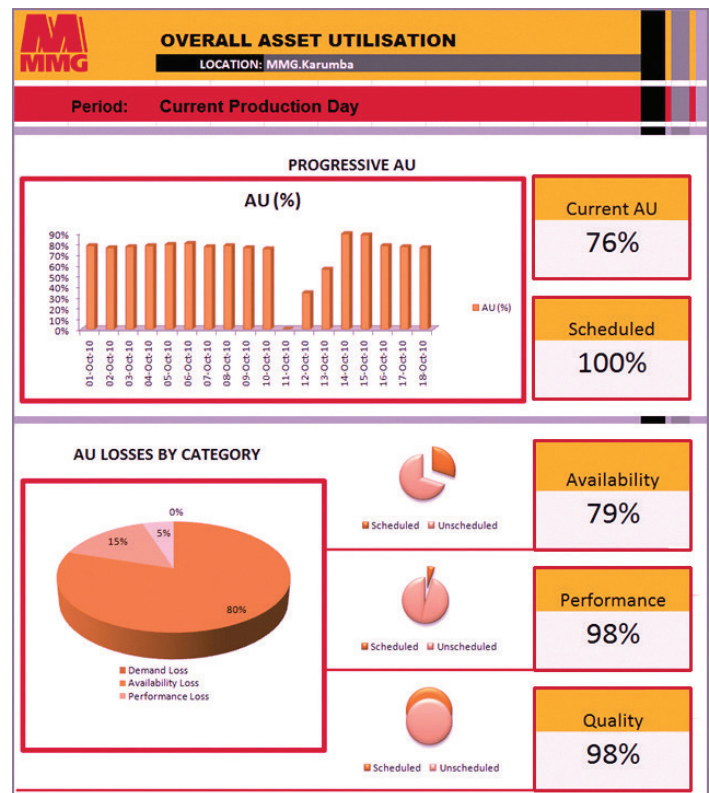 MMG
OVERALL ASSET UTILISATION
LOCATION: MMG.Karumba
Period: Current Production Day
PROGRESSIVE AU
AU (%)
90%
80%
70%
60%
50%
40%
30%
20%
10%
0%
01-Oct-10
02-Oct-10
03-Oct-10
04-Oct-10
05-Oct-10
06-Oct-10
07-Oct-10
08-Oct-10
09-Oct-10
10-Oct-10
11-Oct-10
12-Oct-10
13-Oct-10
14-Oct-10
15-Oct-10
16-Oct-10
17-Oct-10
18-Oct-10
AU (%)
Current AU
76%
Scheduled
100%
AU LOSSES BY CATEGORY
0%
5%
15%
80%
Demand Loss
Availability Loss
Performance Loss
Scheduled Unscheduled
Availability
79%
Scheduled Unscheduled
Performance
98%
Scheduled Unscheduled
Quality
98%